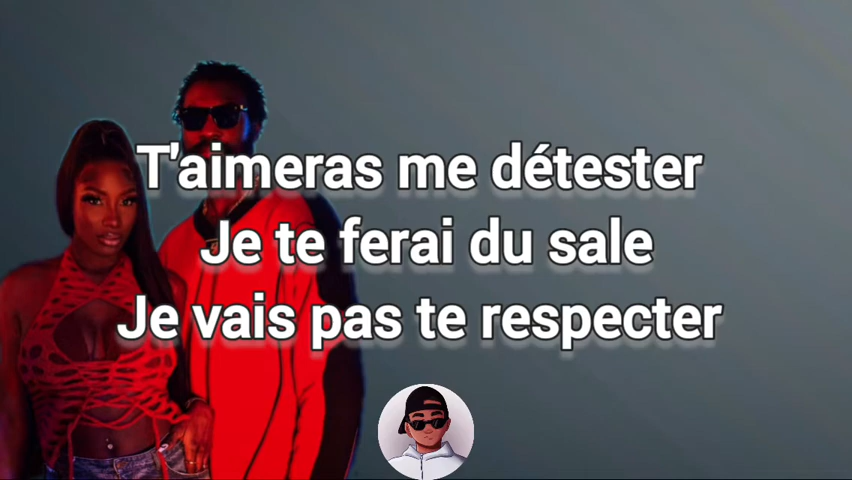 T'aimeras me détester
Je te ferai du sale
Je vais pas te respecter